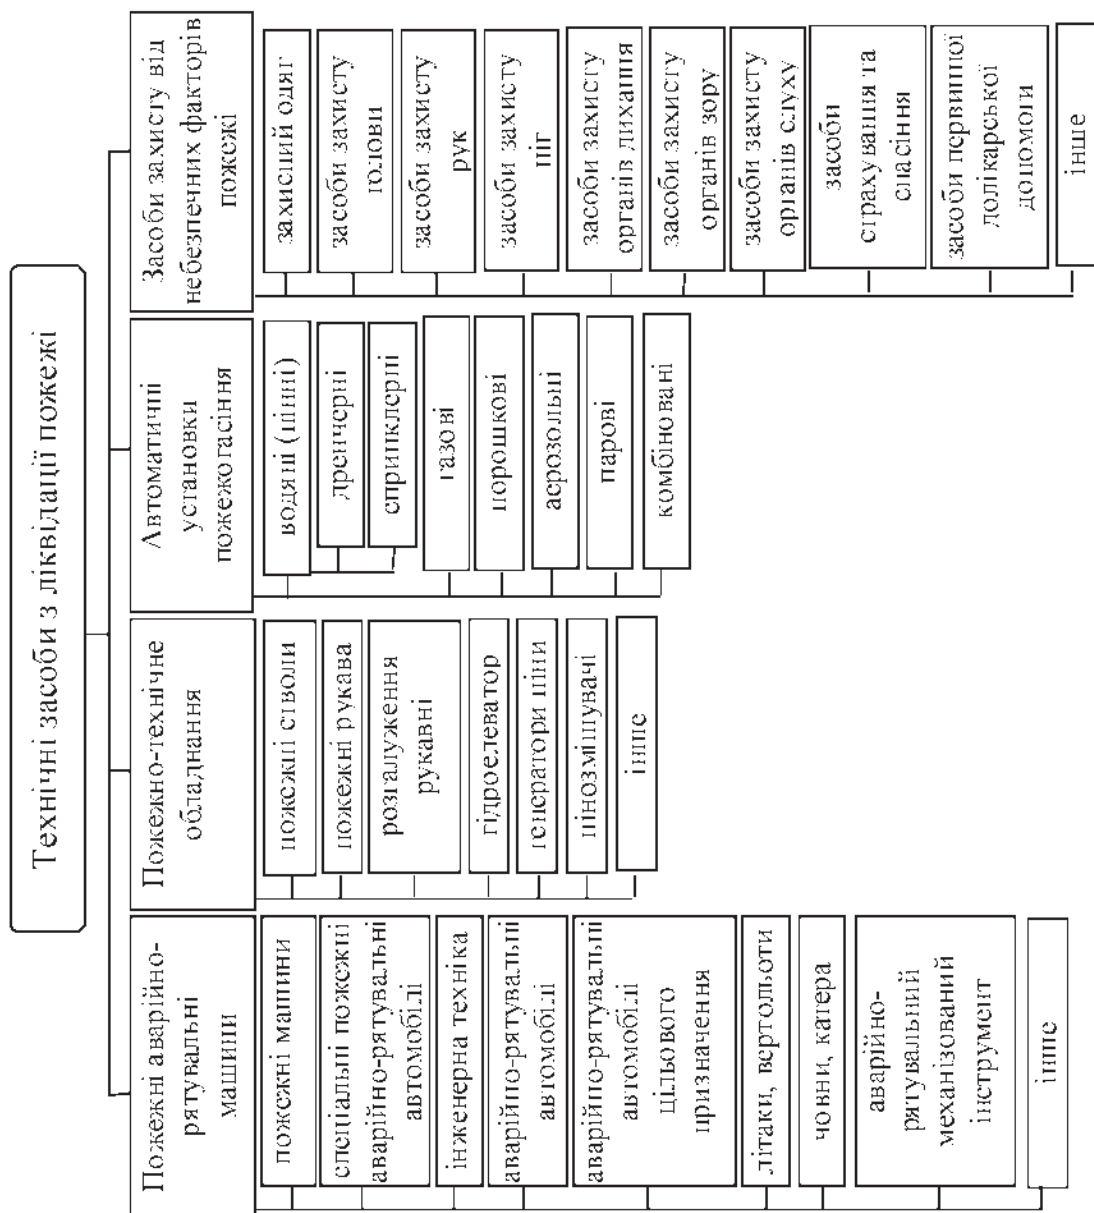 Технічні засоби з ліквідації пожежі
Пожежні аварійно-
рятувальні
машини
пожежні машини
спеціальні пожежні
аварійно-рятувальні
автомобілі
інженерна техніка
аварійно-рятувальні
автомобілі
аварійно-рятувальні
автомобілі
цільового
призначення
літаки, вертольоти
човни, катера
аварійно-
рятувальний
механізований
інструмент
інше
Пожежно-технічне
обладнання
пожежні стволи
пожежні рукава
розгалуження
рукавні
гідроелеватор
генератори піни
пінозмішувачі
інше
Автоматичні
установки
пожежогасіння
водяні (пінні)
дренчерні
спринклерні
газові
порошкові
аерозольні
парові
комбіновані
Засоби захисту від
небезпечних факторів
пожежі
захисний одяг
засоби захисту
голови
засоби захисту
рук
засоби захисту
ніг
засоби захисту
органів дихання
засоби захисту
органів зору
засоби захисту
органів слуху
засоби
страхування та
спасіння
засоби первинної
долікарської
допомоги
інше